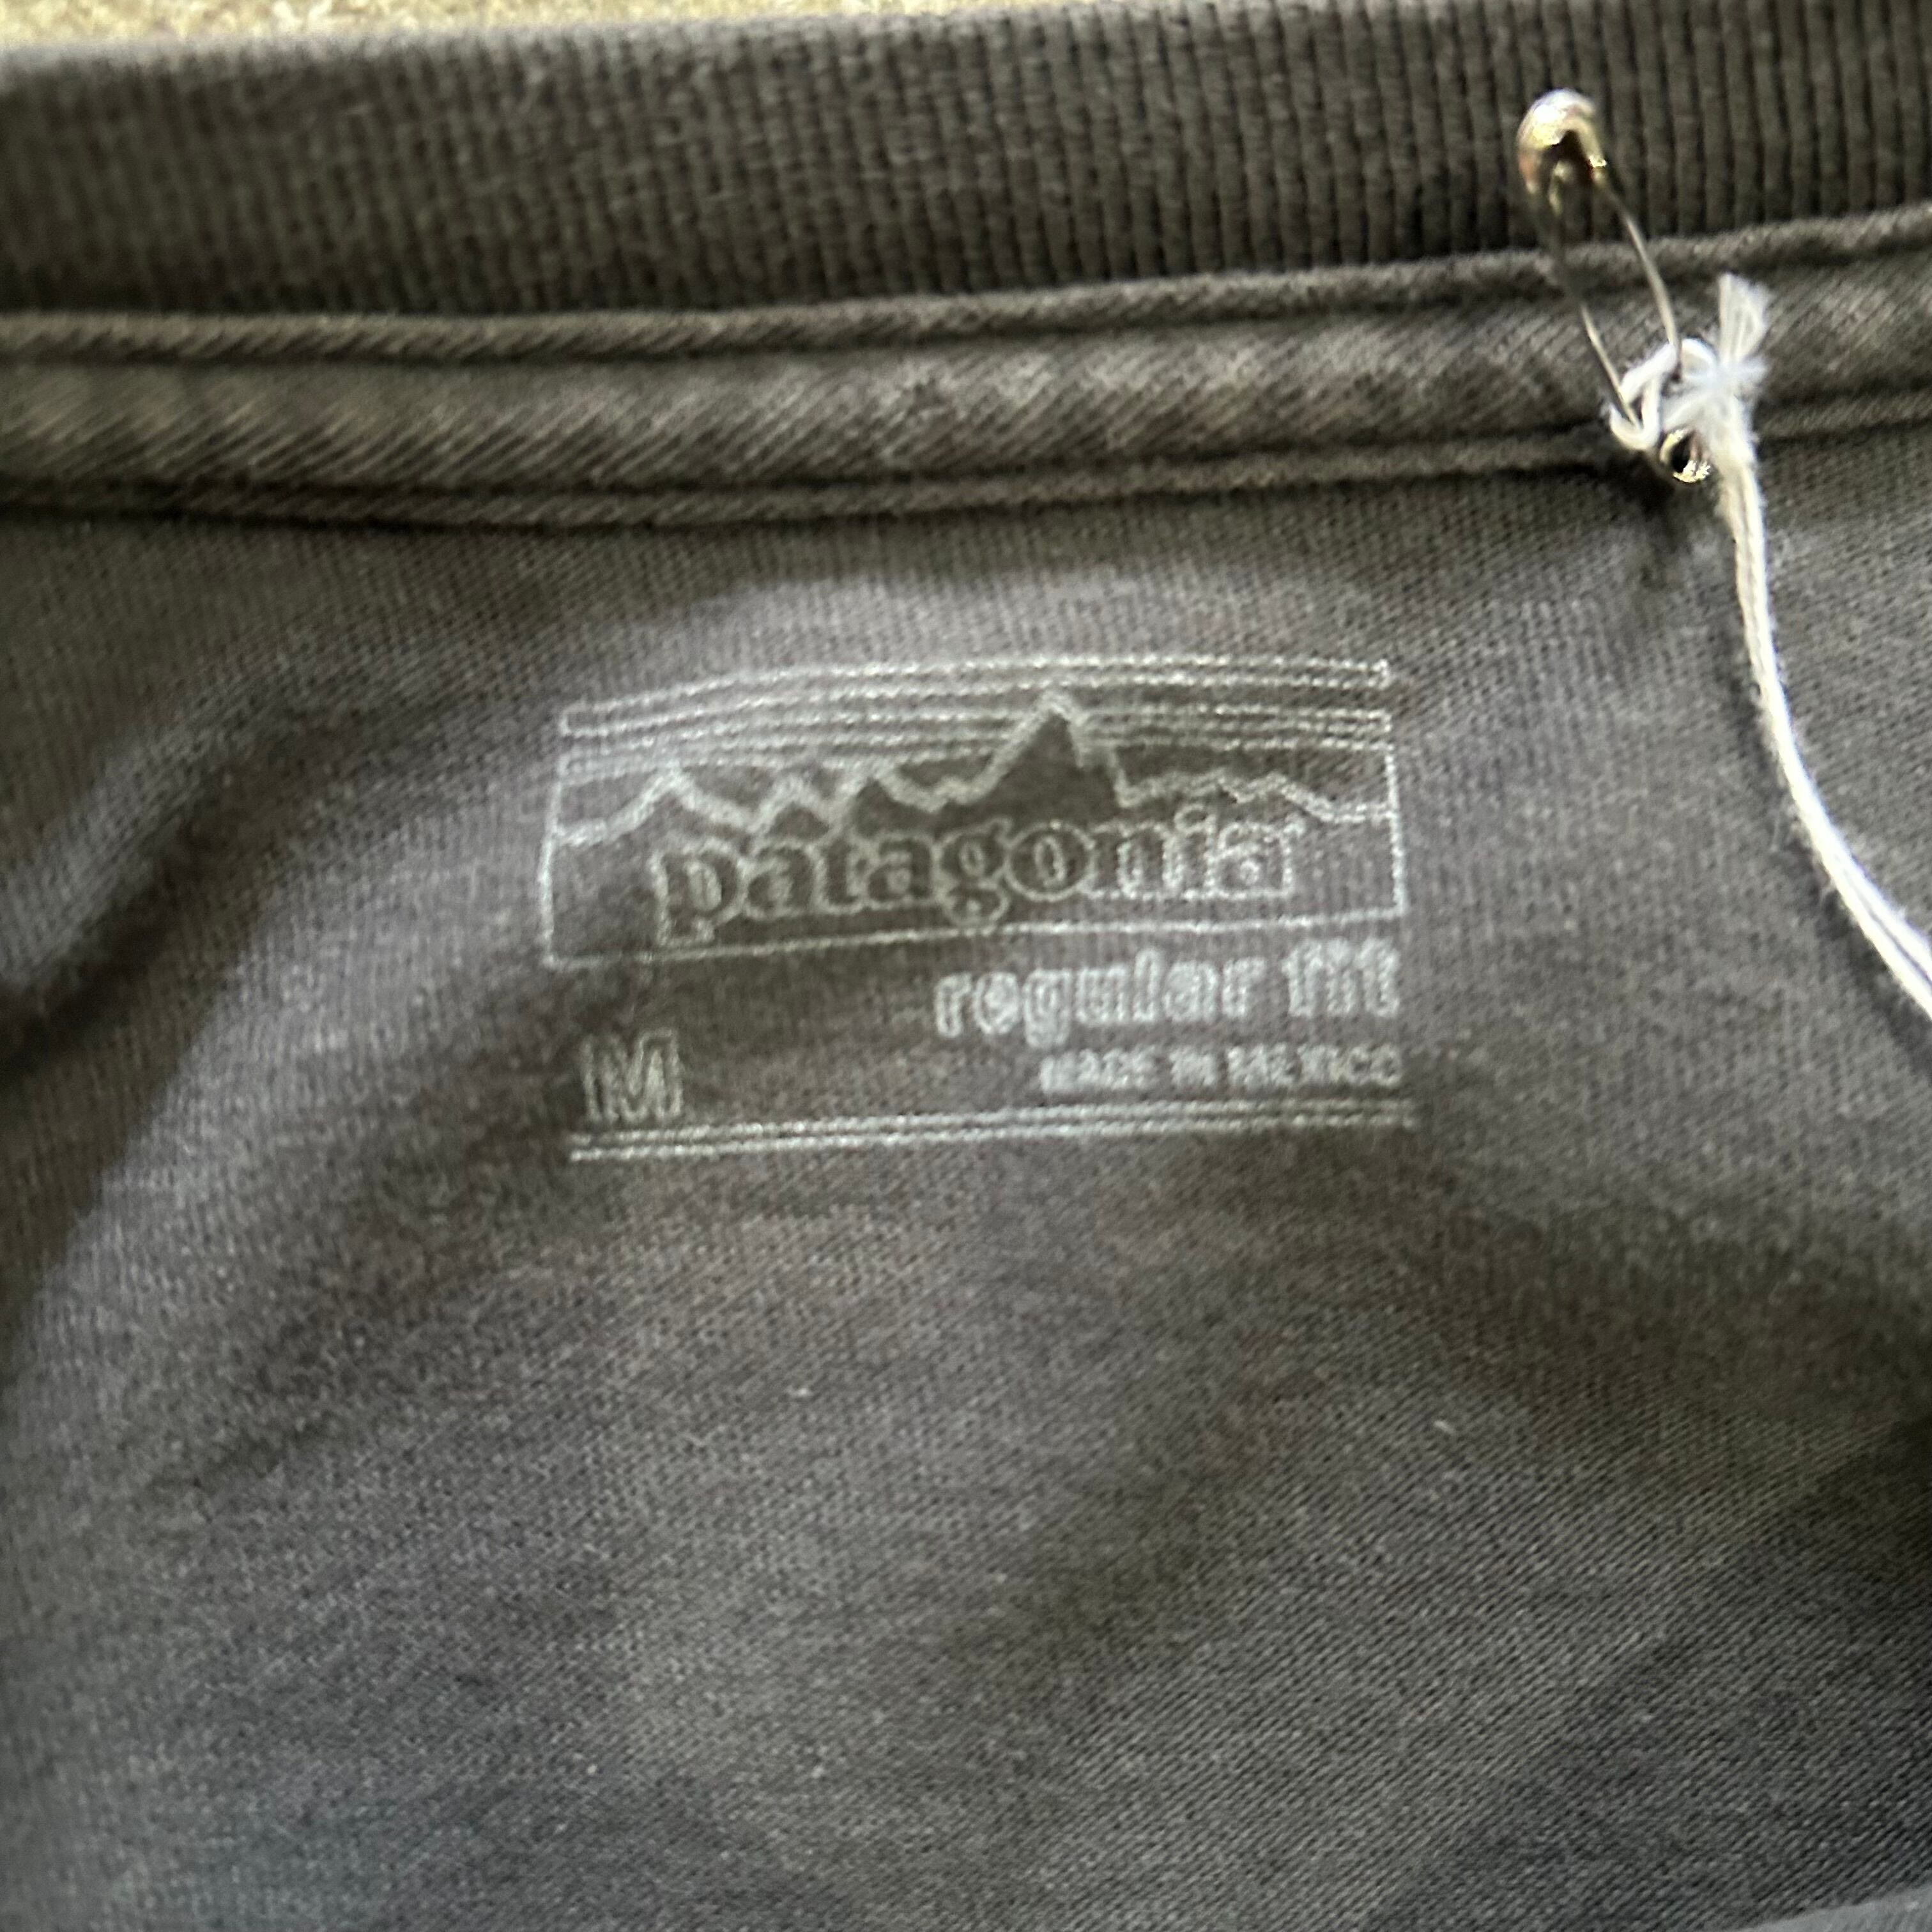 patagonia
regular fit
M
MADE IN MEXICO